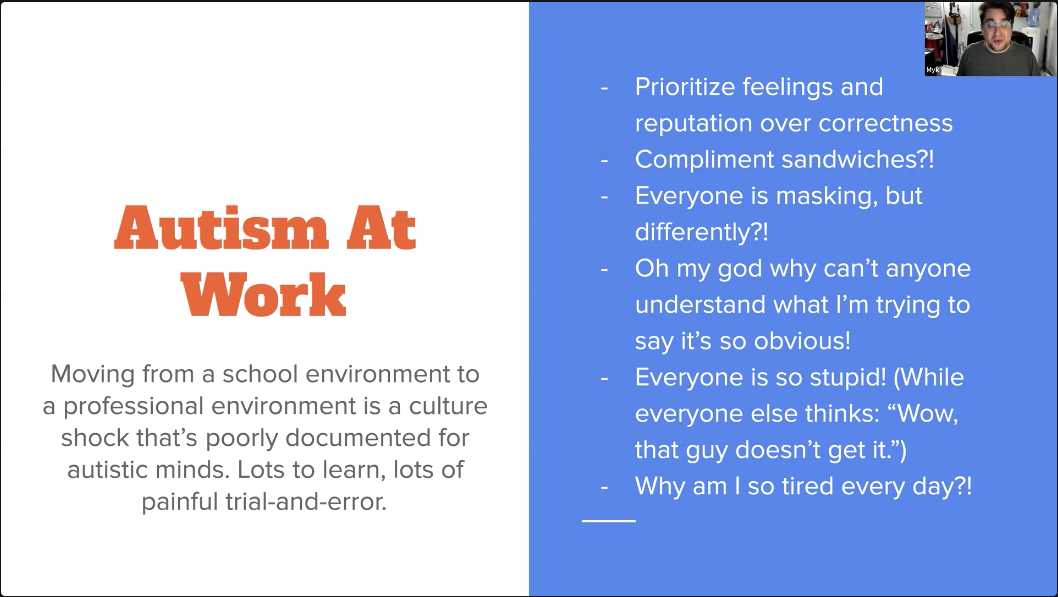 Autism At
Work
Moving from a school environment to
a professional environment is a culture
shock that's poorly documented for
autistic minds. Lots to learn, lots of
painful trial-and-error.
- Prioritize feelings and
reputation over correctness
- Compliment sandwiches?!
- Everyone is masking, but
differently?!
- Oh my god why can't anyone
understand what I'm trying to
say it's so obvious!
- Everyone is so stupid! (While
everyone else thinks: “Wow,
that guy doesn't get it.”)
- Why am I so tired every day?!